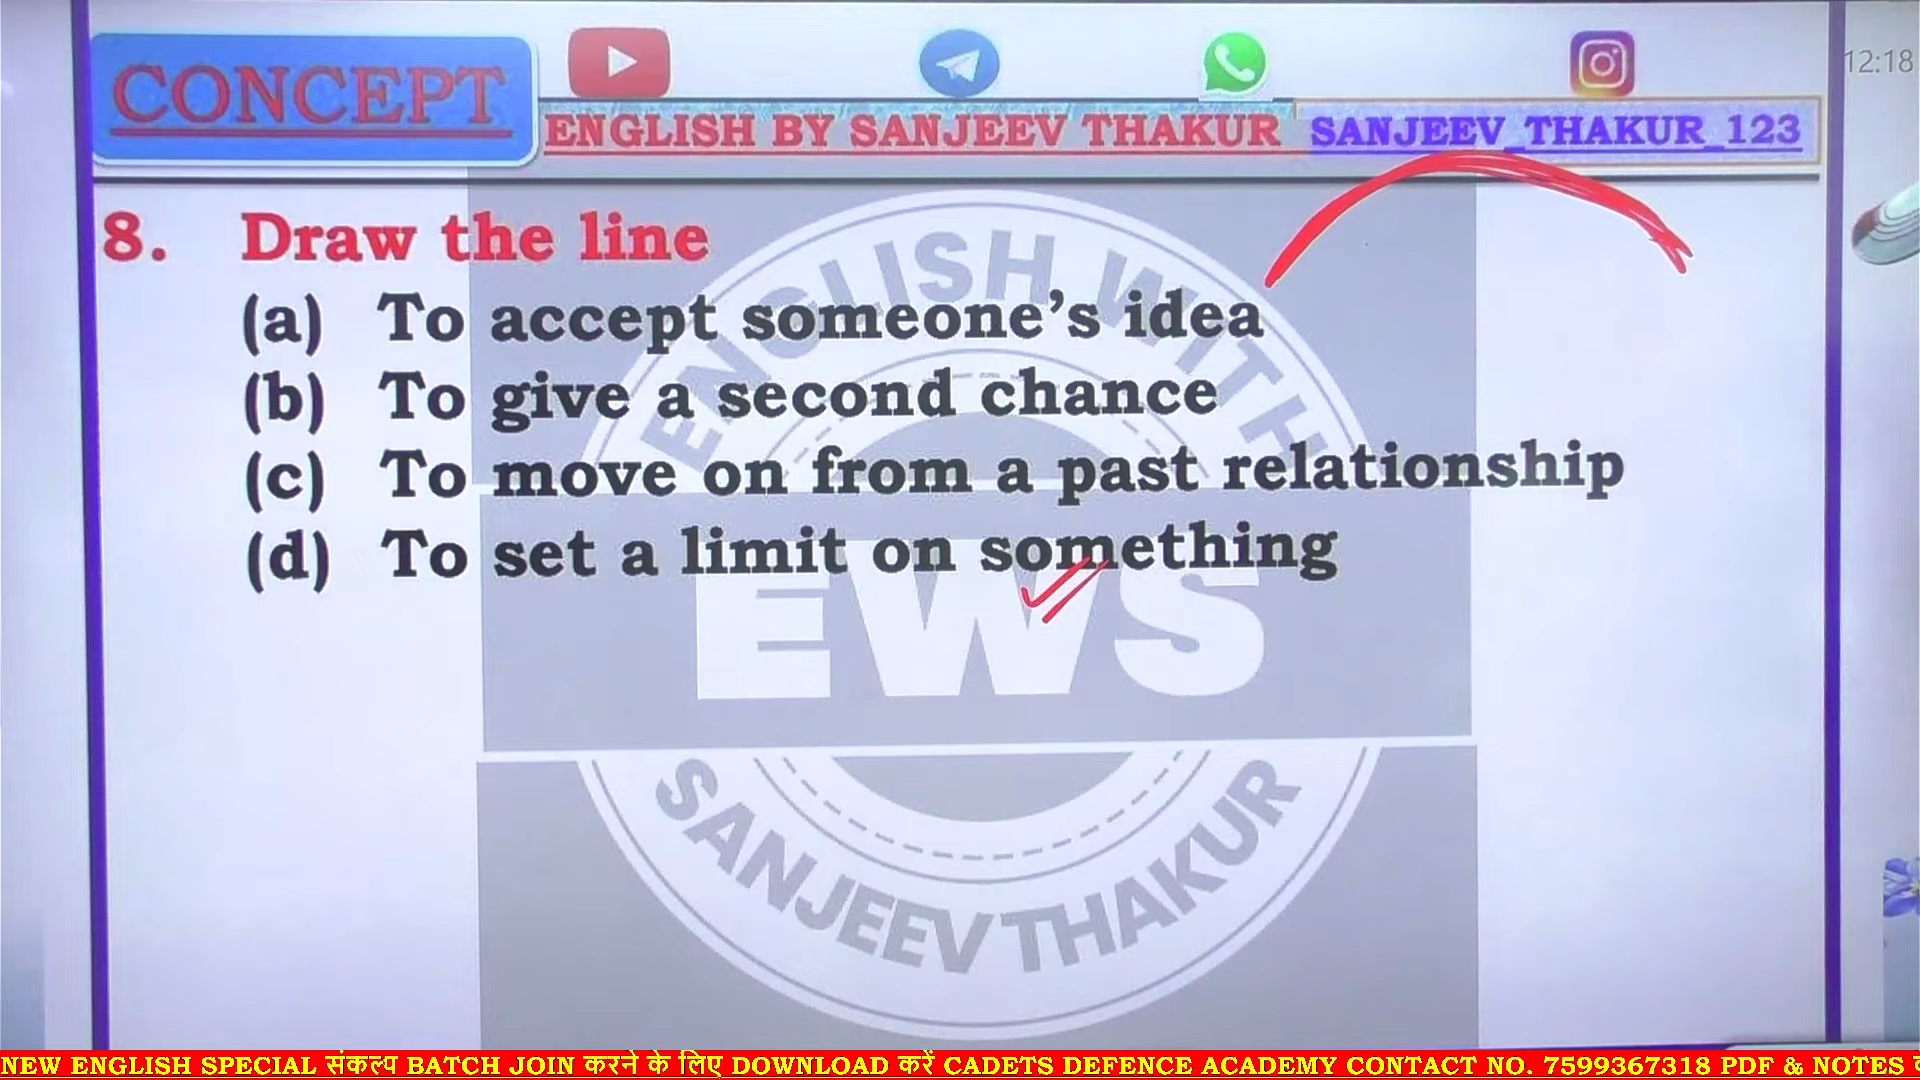 CONCEPT
12:18
ENGLISH BY SANJEEV THAKUR SANJEEV_THAKUR_123
8. Draw the line
(a) To accept someone's idea
(b) To give a second chance
(c) To move on from a past relationship
(d) To set a limit on something
ENGLISH WITH
EWS
SANJEEV THAKUR
NEW ENGLISH SPECIAL संकल्प BATCH JOIN करने के लिए DOWNLOAD करें CADETS DEFENCE ACADEMY CONTACT NO. 7599367318 PDF & NOTES